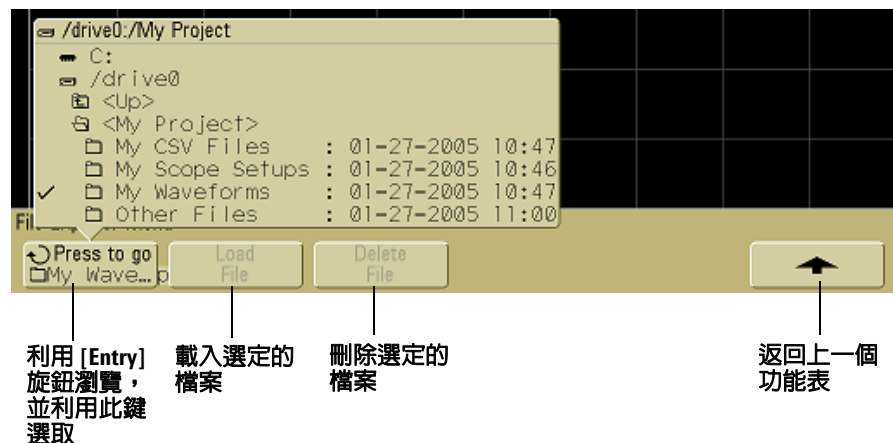 /drive0:/My Project
C:
/drive0
<Up>
<My Project>
My CSV Files : 01-27-2005 10:47
My Scope Setups : 01-27-2005 10:46
My Waveforms : 01-27-2005 10:47
Other Files : 01-27-2005 11:00
Press to go
My Wave...
Load
File
Delete
File
利用 [Entry]
旋鈕瀏覽，
並利用此鍵
選取
載入選定的
檔案
刪除選定的
檔案
返回上一個
功能表